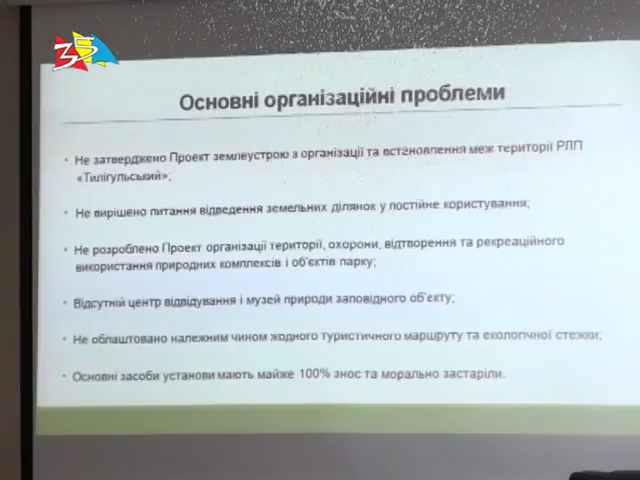 35
Основні організаційні проблеми
• Не затверджено Проект землеустрою з організації та встановлення меж території РЛП
«Тилігульський»;
• Не вирішено питання відведення земельних ділянок у постійне користування;
• Не розроблено Проект організації території, охорони, відтворення та рекреаційного
використання природних комплексів і об'єктів парку;
• Відсутній центр відвідування і музей природи заповідного об'єкту;
• Не облаштовано належним чином жодного туристичного маршруту та екологічної стежки;
• Основні засоби установи мають майже 100% знос та морально застаріли.